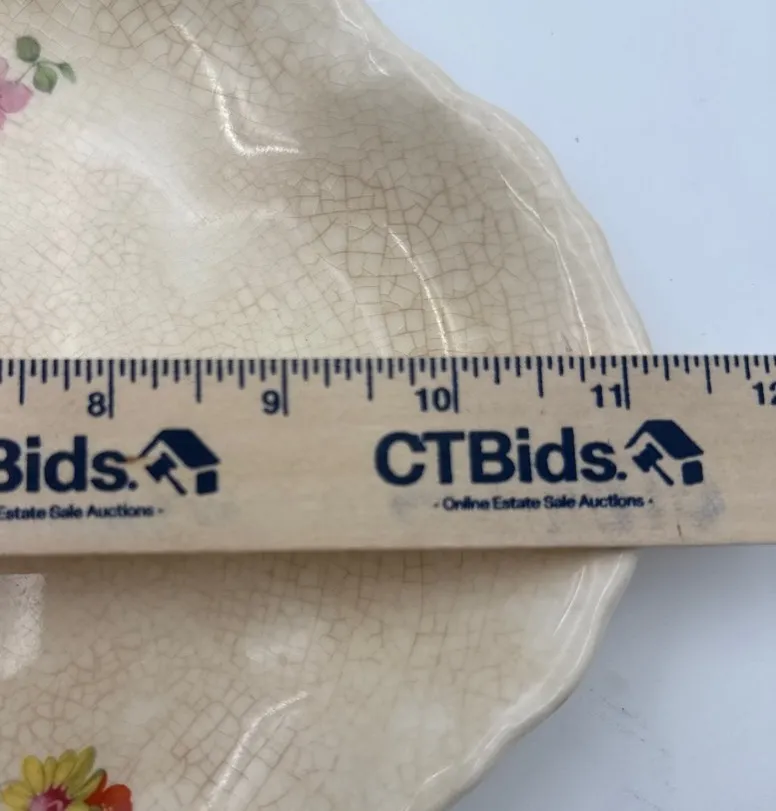 8 9 10 11 12
Bids. CTBids.
Estate Sale Auctions - - Online Estate Sale Auctions -